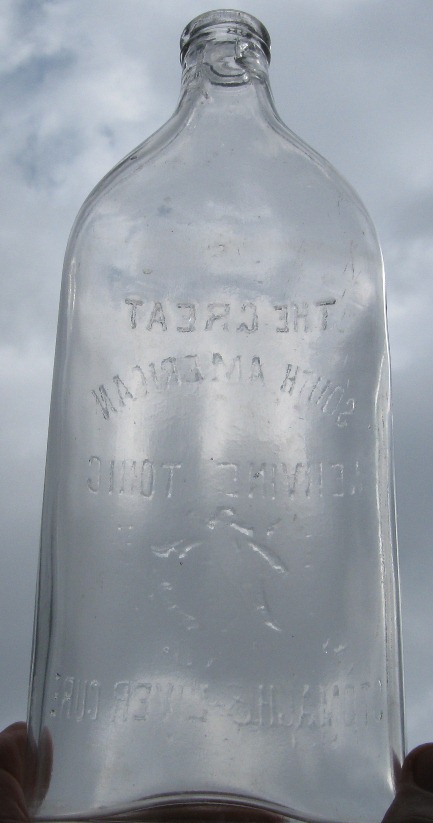 THE GREAT
SOUTH AMERICAN
NERVINE TONIC
STOMACH & LIVER CURE